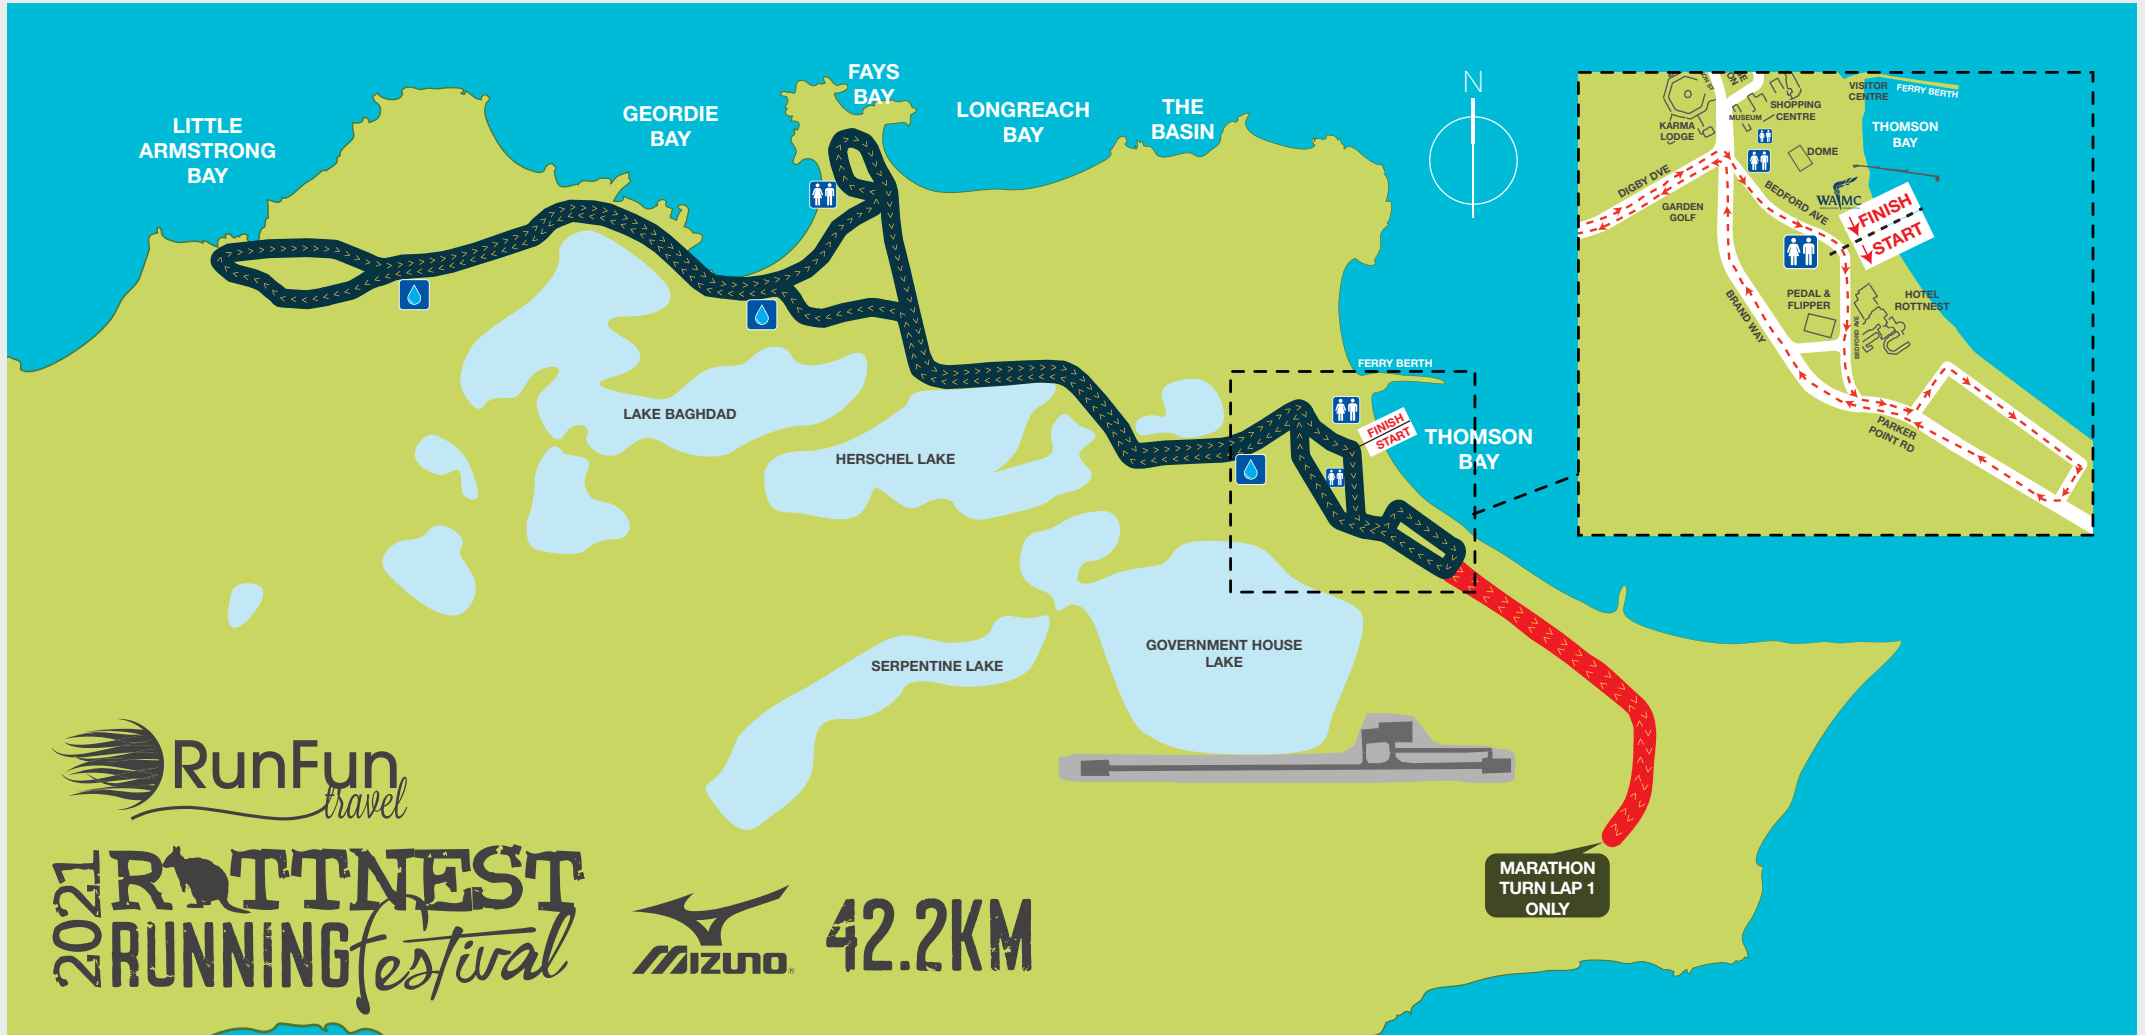 LITTLE
ARMSTRONG
BAY
GEORDIE
BAY
FAYS
BAY
LONGREACH
BAY
THE
BASIN
N
FERRY BERTH
FINISH
START
THOMSON
BAY
LAKE BAGHDAD
HERSCHEL LAKE
SERPENTINE LAKE
GOVERNMENT HOUSE
LAKE
MARATHON
TURN LAP 1
ONLY
VISITOR
CENTRE
FERRY BERTH
SHOPPING
CENTRE
MUSEUM
KARMA
LODGE
THOMSON
BAY
DOME
DIGBY DVE
GARDEN
GOLF
BEDFORD AVE
WAMC
FINISH
START
PEDAL &
FLIPPER
HOTEL
ROTTNEST
BRAND WAY
BEDFORD AVE
PARKER
POINT RD
RunFun
travel
2021
ROTTNEST
RUNNING
festival
MIZUNO®
42.2KM